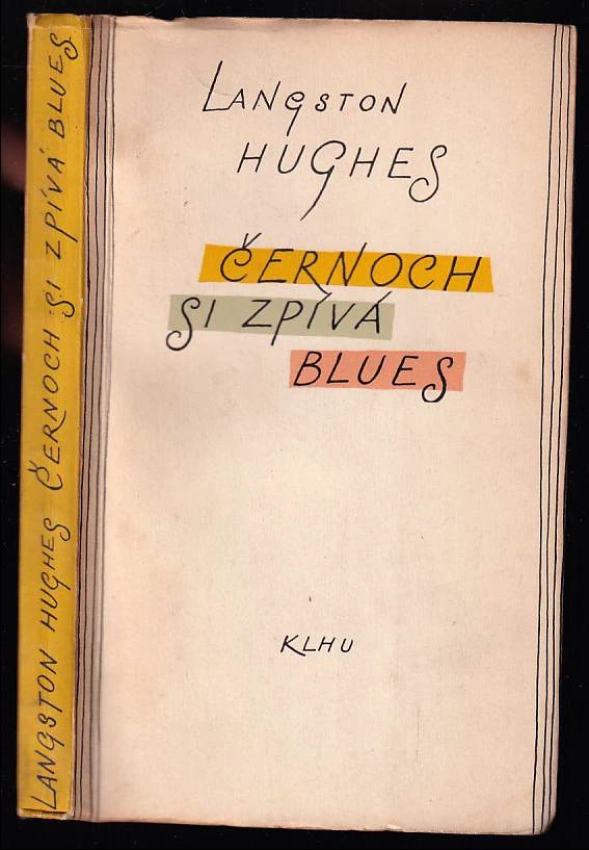 LANGSTON
HUGHES
ČERNOCH
SI ZPÍVÁ
BLUES
KLHU
LANGSTON HUGHES ČERNOCH SI ZPÍVÁ BLUES